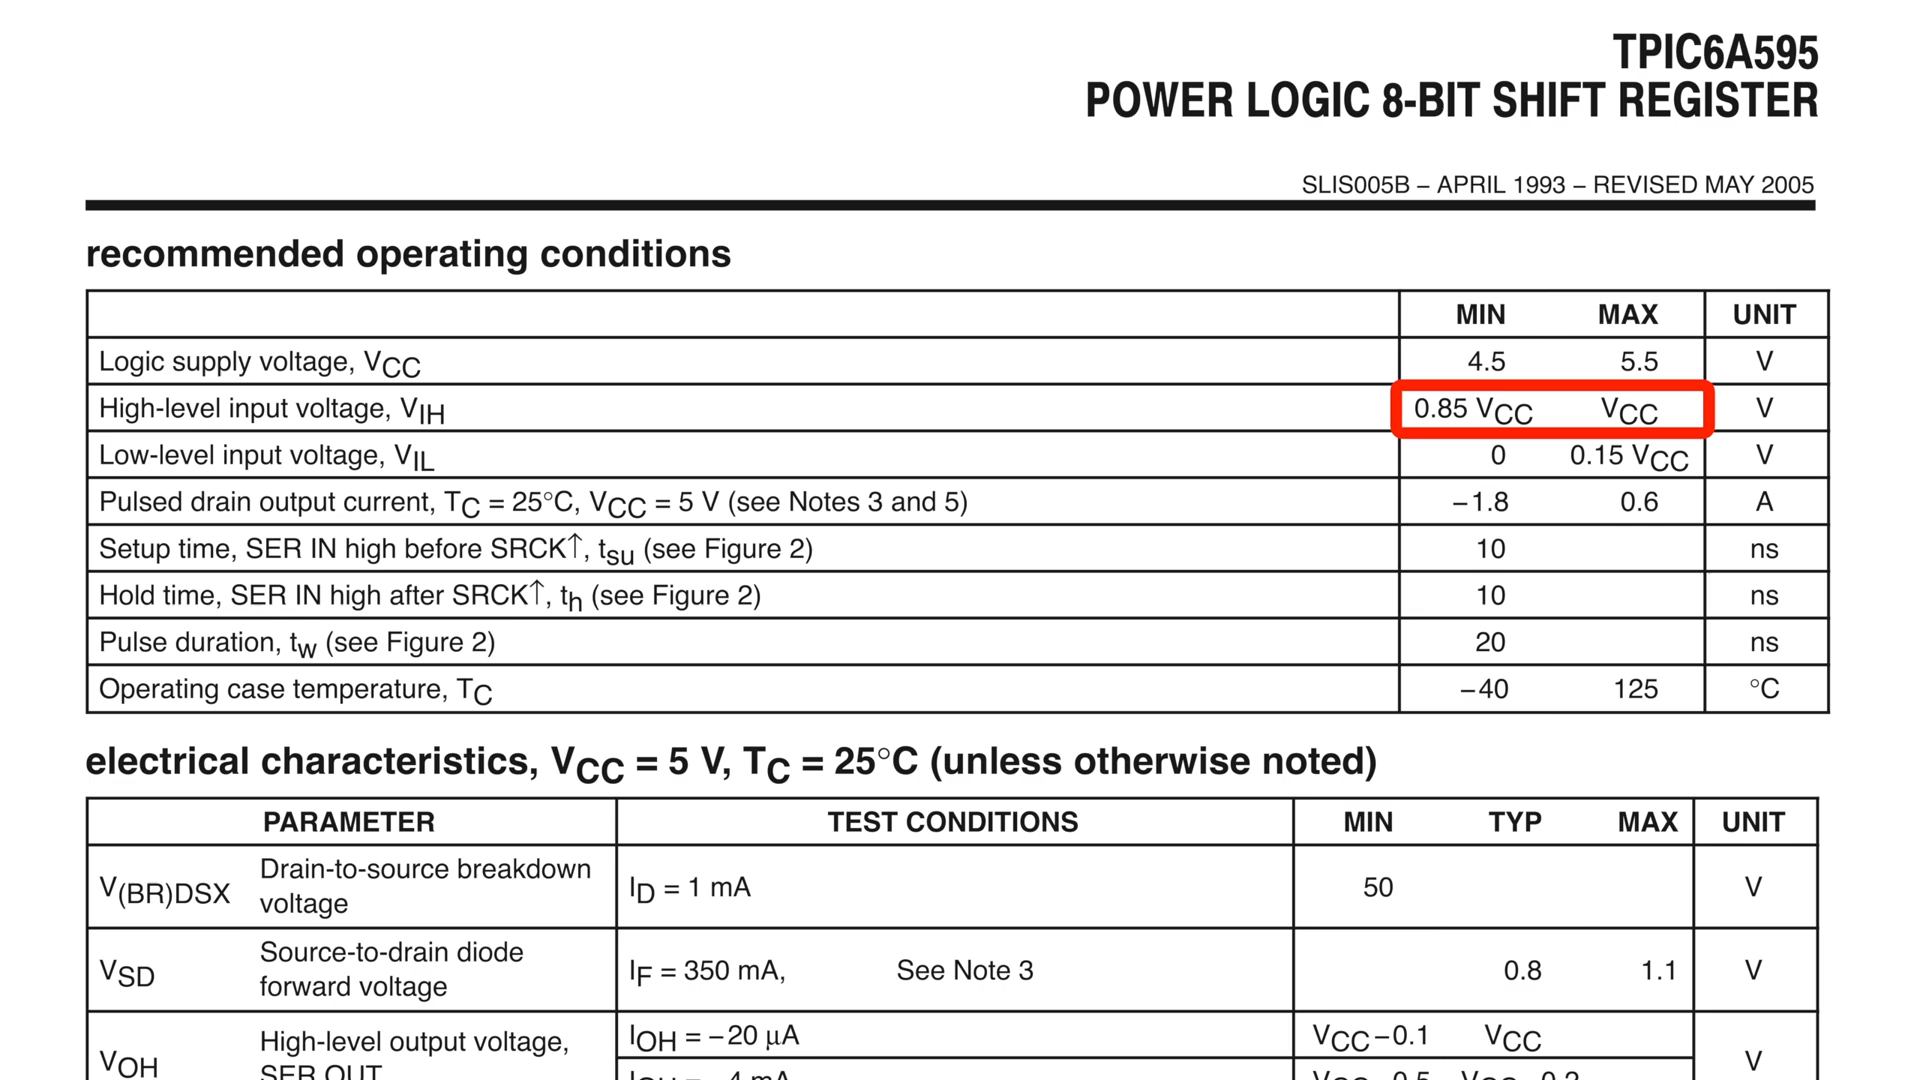 TPIC6A595
POWER LOGIC 8-BIT SHIFT REGISTER
SLIS005B – APRIL 1993 – REVISED MAY 2005
recommended operating conditions
MIN MAX UNIT
Logic supply voltage, VCC 4.5 5.5 V
High-level input voltage, VIH 0.85 VCC VCC V
Low-level input voltage, VIL 0 0.15 VCC V
Pulsed drain output current, TC = 25°C, VCC = 5 V (see Notes 3 and 5) –1.8 0.6 A
Setup time, SER IN high before SRCK↑, tsu (see Figure 2) 10 ns
Hold time, SER IN high after SRCK↑, th (see Figure 2) 10 ns
Pulse duration, tw (see Figure 2) 20 ns
Operating case temperature, TC –40 125 °C
electrical characteristics, VCC = 5 V, TC = 25°C (unless otherwise noted)
PARAMETER TEST CONDITIONS MIN TYP MAX UNIT
V(BR)DSX Drain-to-source breakdown voltage ID = 1 mA 50 V
VSD Source-to-drain diode forward voltage IF = 350 mA, See Note 3 0.8 1.1 V
VOH High-level output voltage, SER OUT IOH = –20 µA VCC–0.1 VCC V